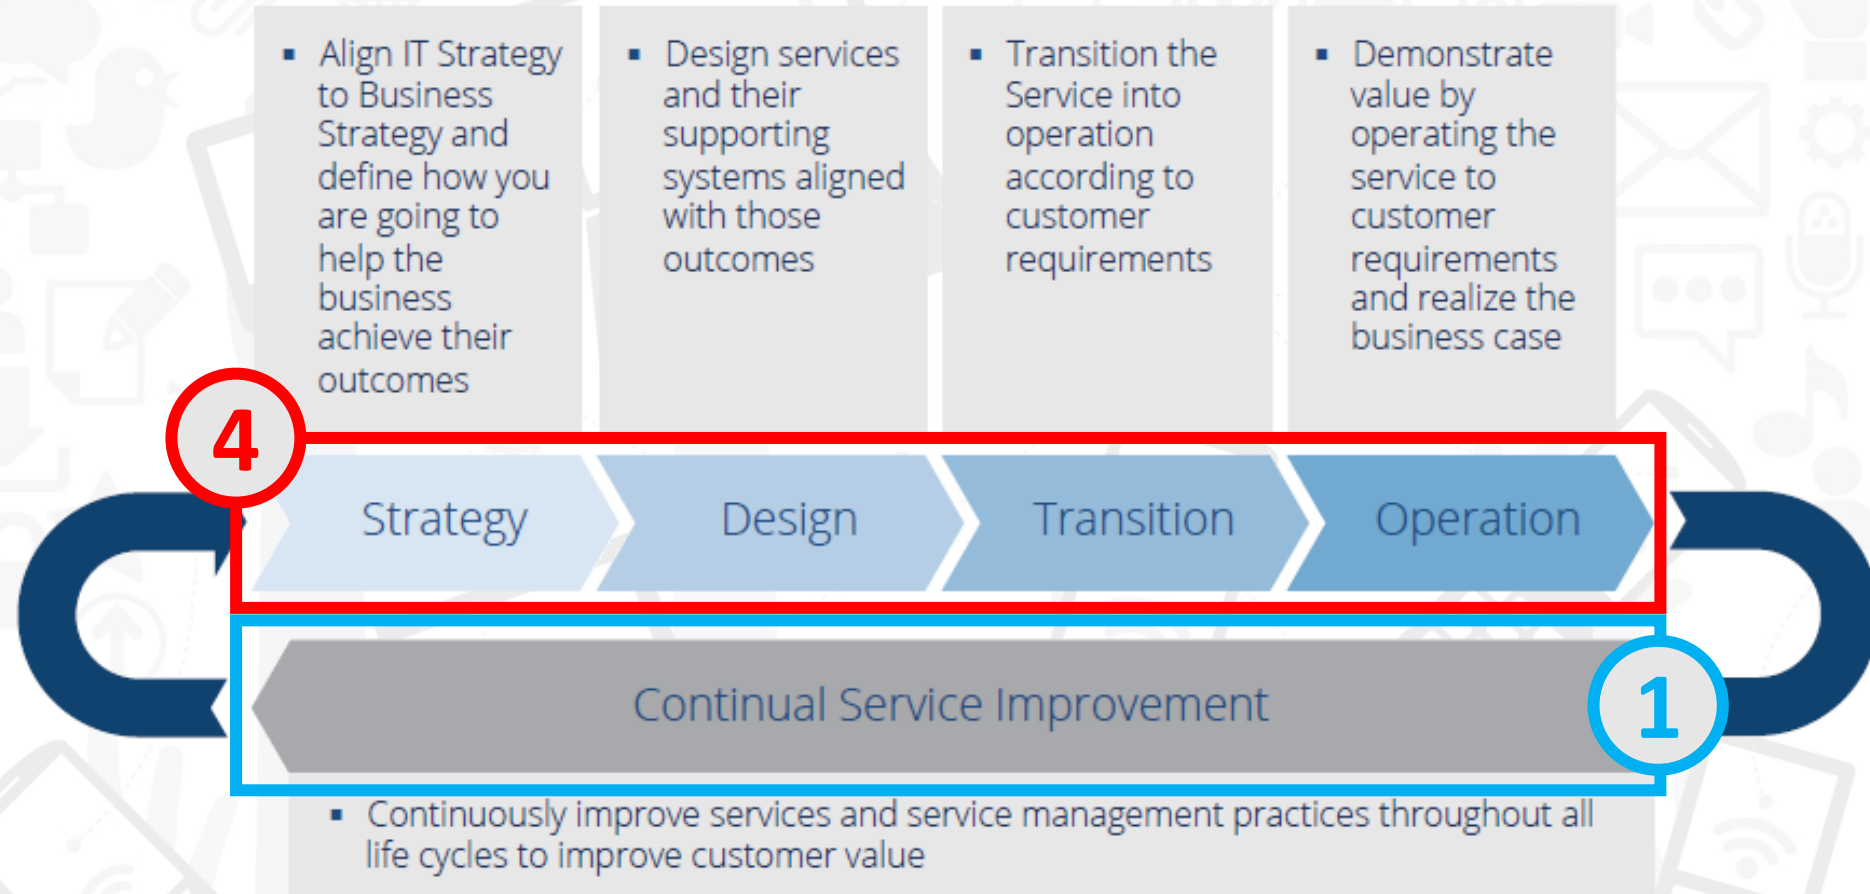 ▪ Align IT Strategy
to Business
Strategy and
define how you
are going to
help the
business
achieve their
outcomes
▪ Design services
and their
supporting
systems aligned
with those
outcomes
▪ Transition the
Service into
operation
according to
customer
requirements
▪ Demonstrate
value by
operating the
service to
customer
requirements
and realize the
business case
4
Strategy
Design
Transition
Operation
Continual Service Improvement
1
▪ Continuously improve services and service management practices throughout all
life cycles to improve customer value